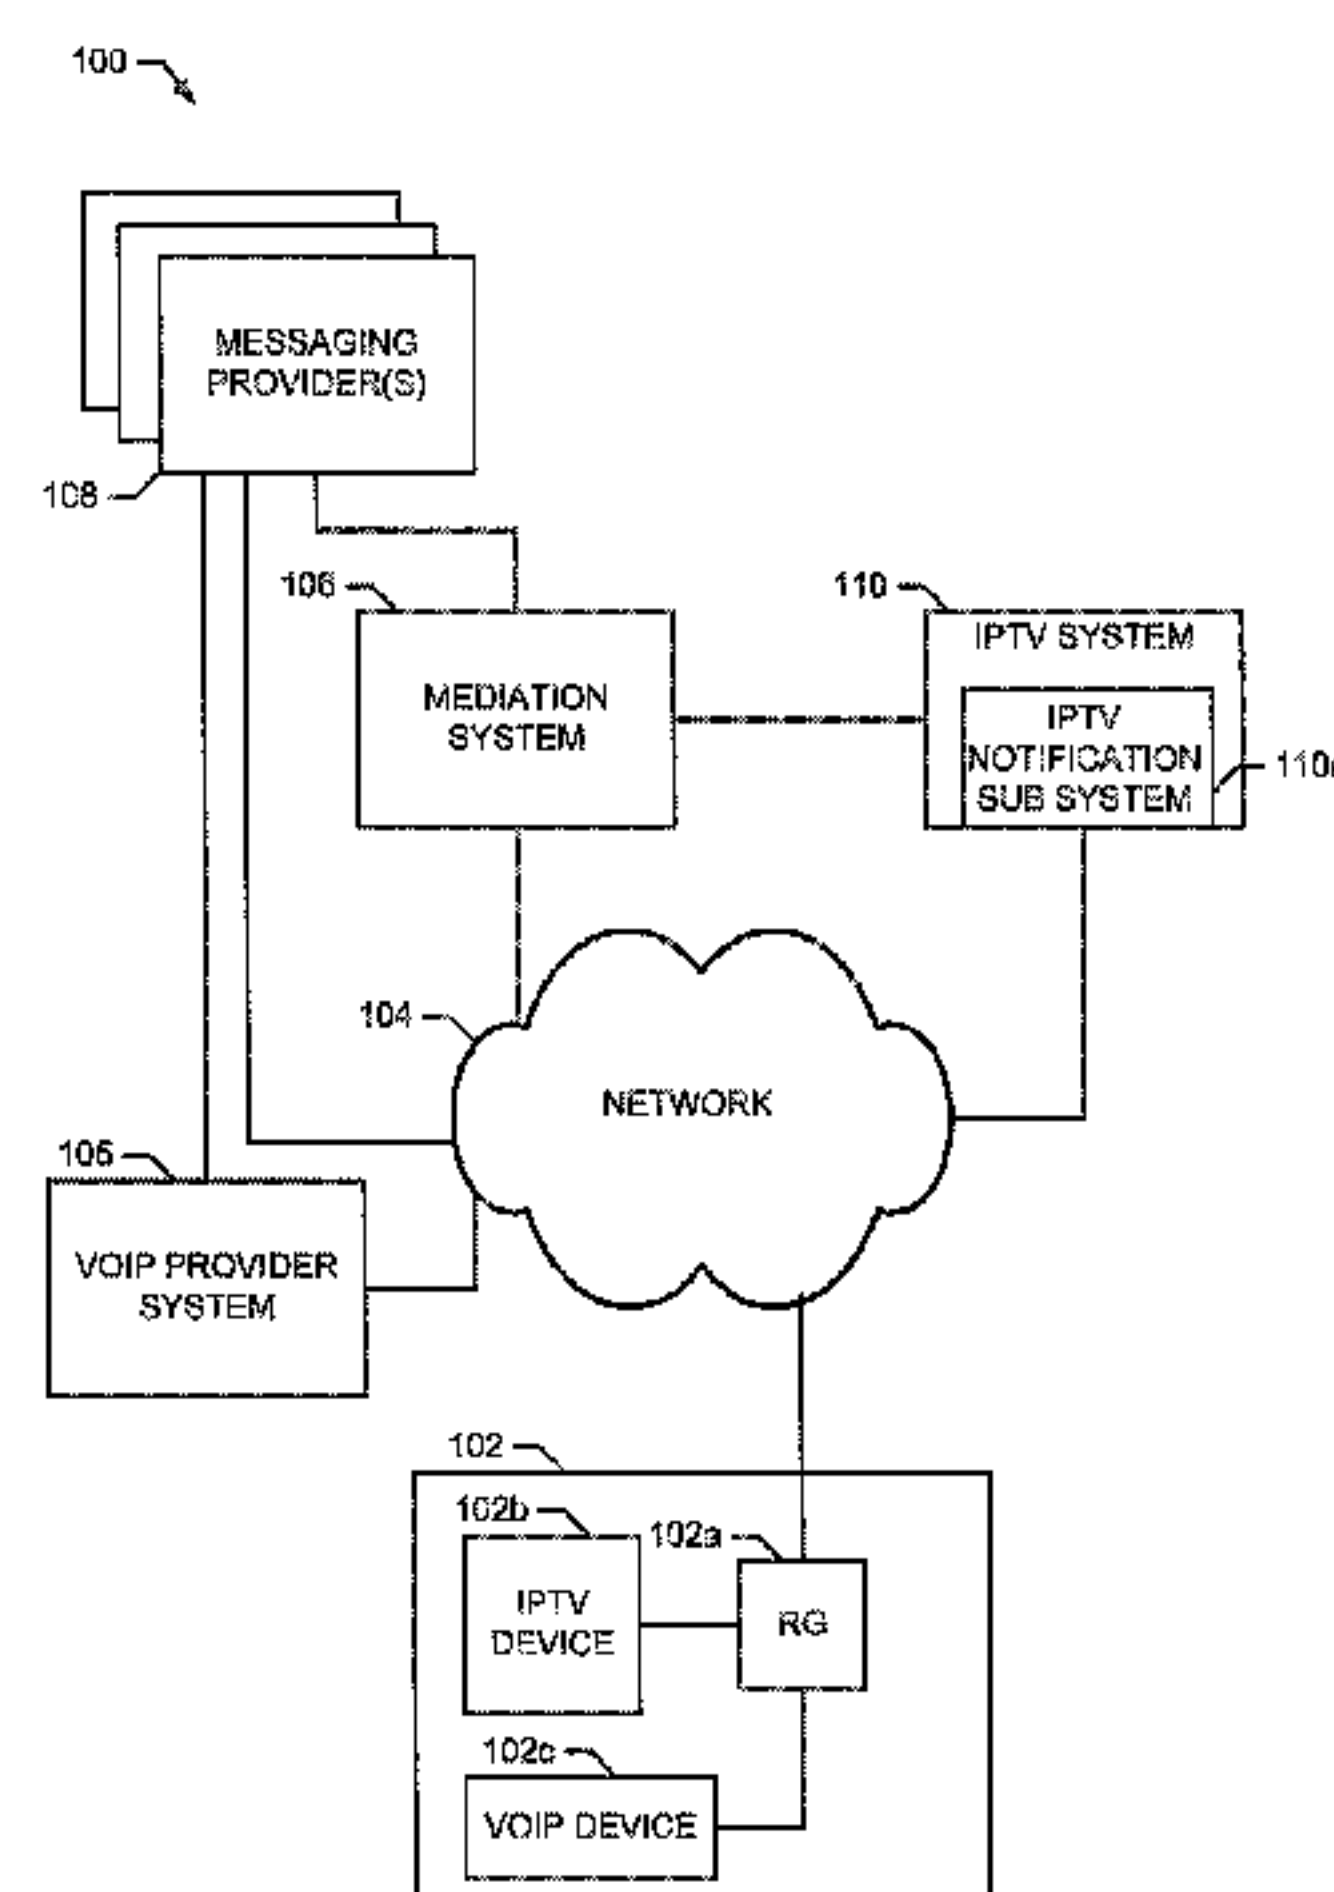 100
MESSAGING
PROVIDER(S)
108
106
MEDIATION
SYSTEM
110
IPTV SYSTEM
IPTV
NOTIFICATION
SUB SYSTEM
104
NETWORK
105
VOIP PROVIDER
SYSTEM
102
102b
102a
IPTV
DEVICE
RG
102c
VOIP DEVICE